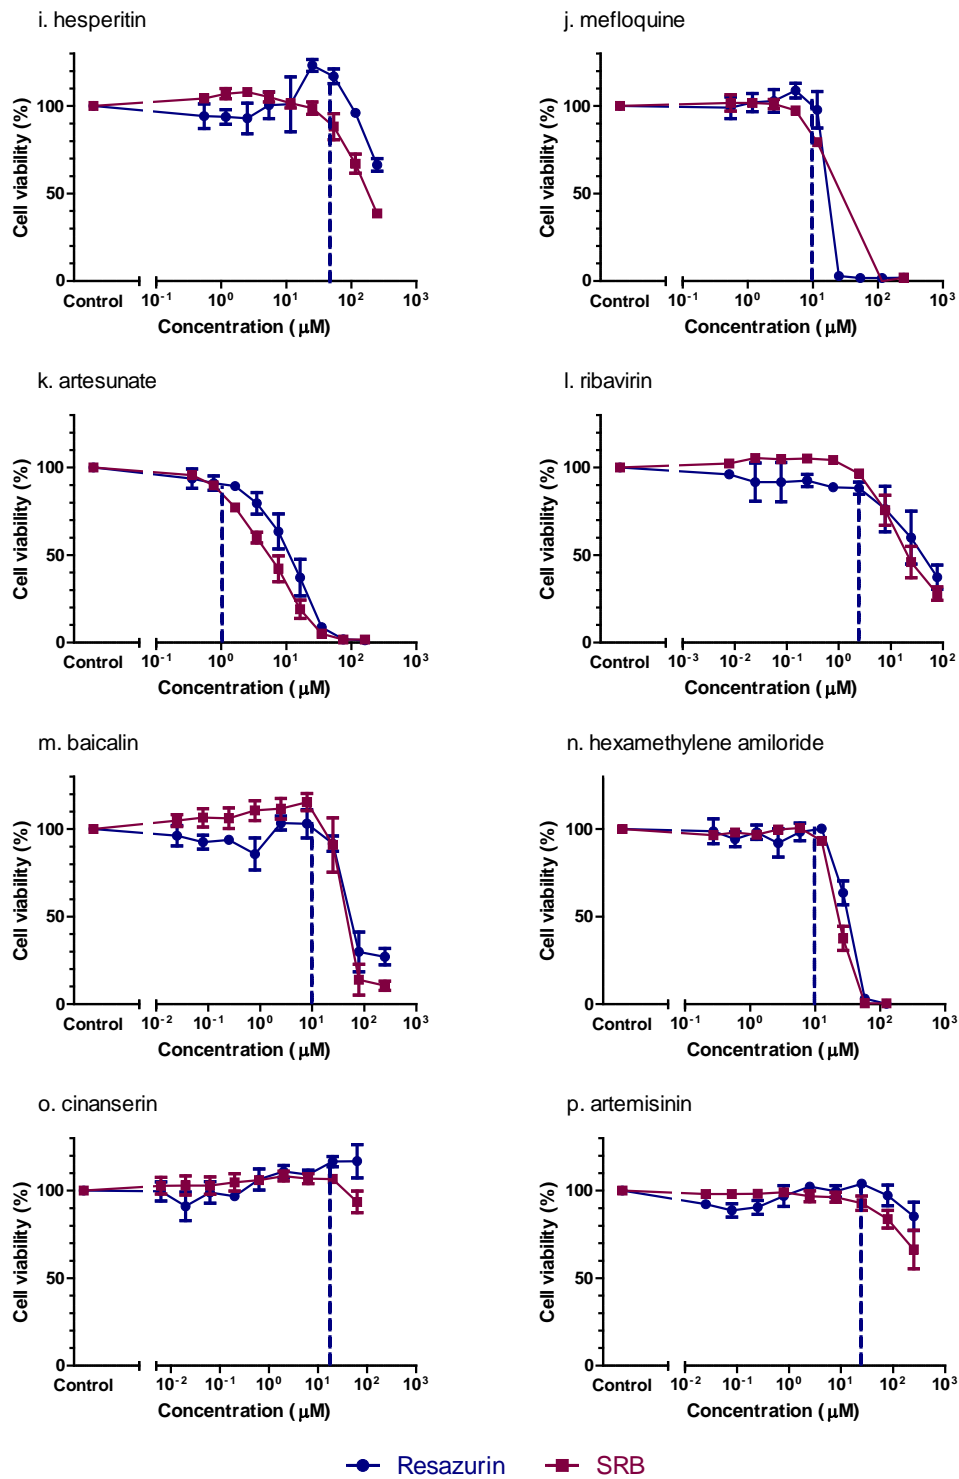 i. hesperitin
Cell viability (%)
100
50
0
Control
10⁻¹ 10⁰ 10¹ 10² 10³
Concentration (μM)
j. mefloquine
Cell viability (%)
100
50
0
Control
10⁻¹ 10⁰ 10¹ 10² 10³
Concentration (μM)
k. artesunate
Cell viability (%)
100
50
0
Control
10⁻¹ 10⁰ 10¹ 10² 10³
Concentration (μM)
l. ribavirin
Cell viability (%)
100
50
0
Control
10⁻³ 10⁻² 10⁻¹ 10⁰ 10¹ 10²
Concentration (μM)
m. baicalin
Cell viability (%)
100
50
0
Control
10⁻² 10⁻¹ 10⁰ 10¹ 10² 10³
Concentration (μM)
n. hexamethylene amiloride
Cell viability (%)
100
50
0
Control
10⁻¹ 10⁰ 10¹ 10² 10³
Concentration (μM)
o. cinanserin
Cell viability (%)
100
50
0
Control
10⁻² 10⁻¹ 10⁰ 10¹ 10² 10³
Concentration (μM)
p. artemisinin
Cell viability (%)
100
50
0
Control
10⁻² 10⁻¹ 10⁰ 10¹ 10² 10³
Concentration (μM)
Resazurin SRB